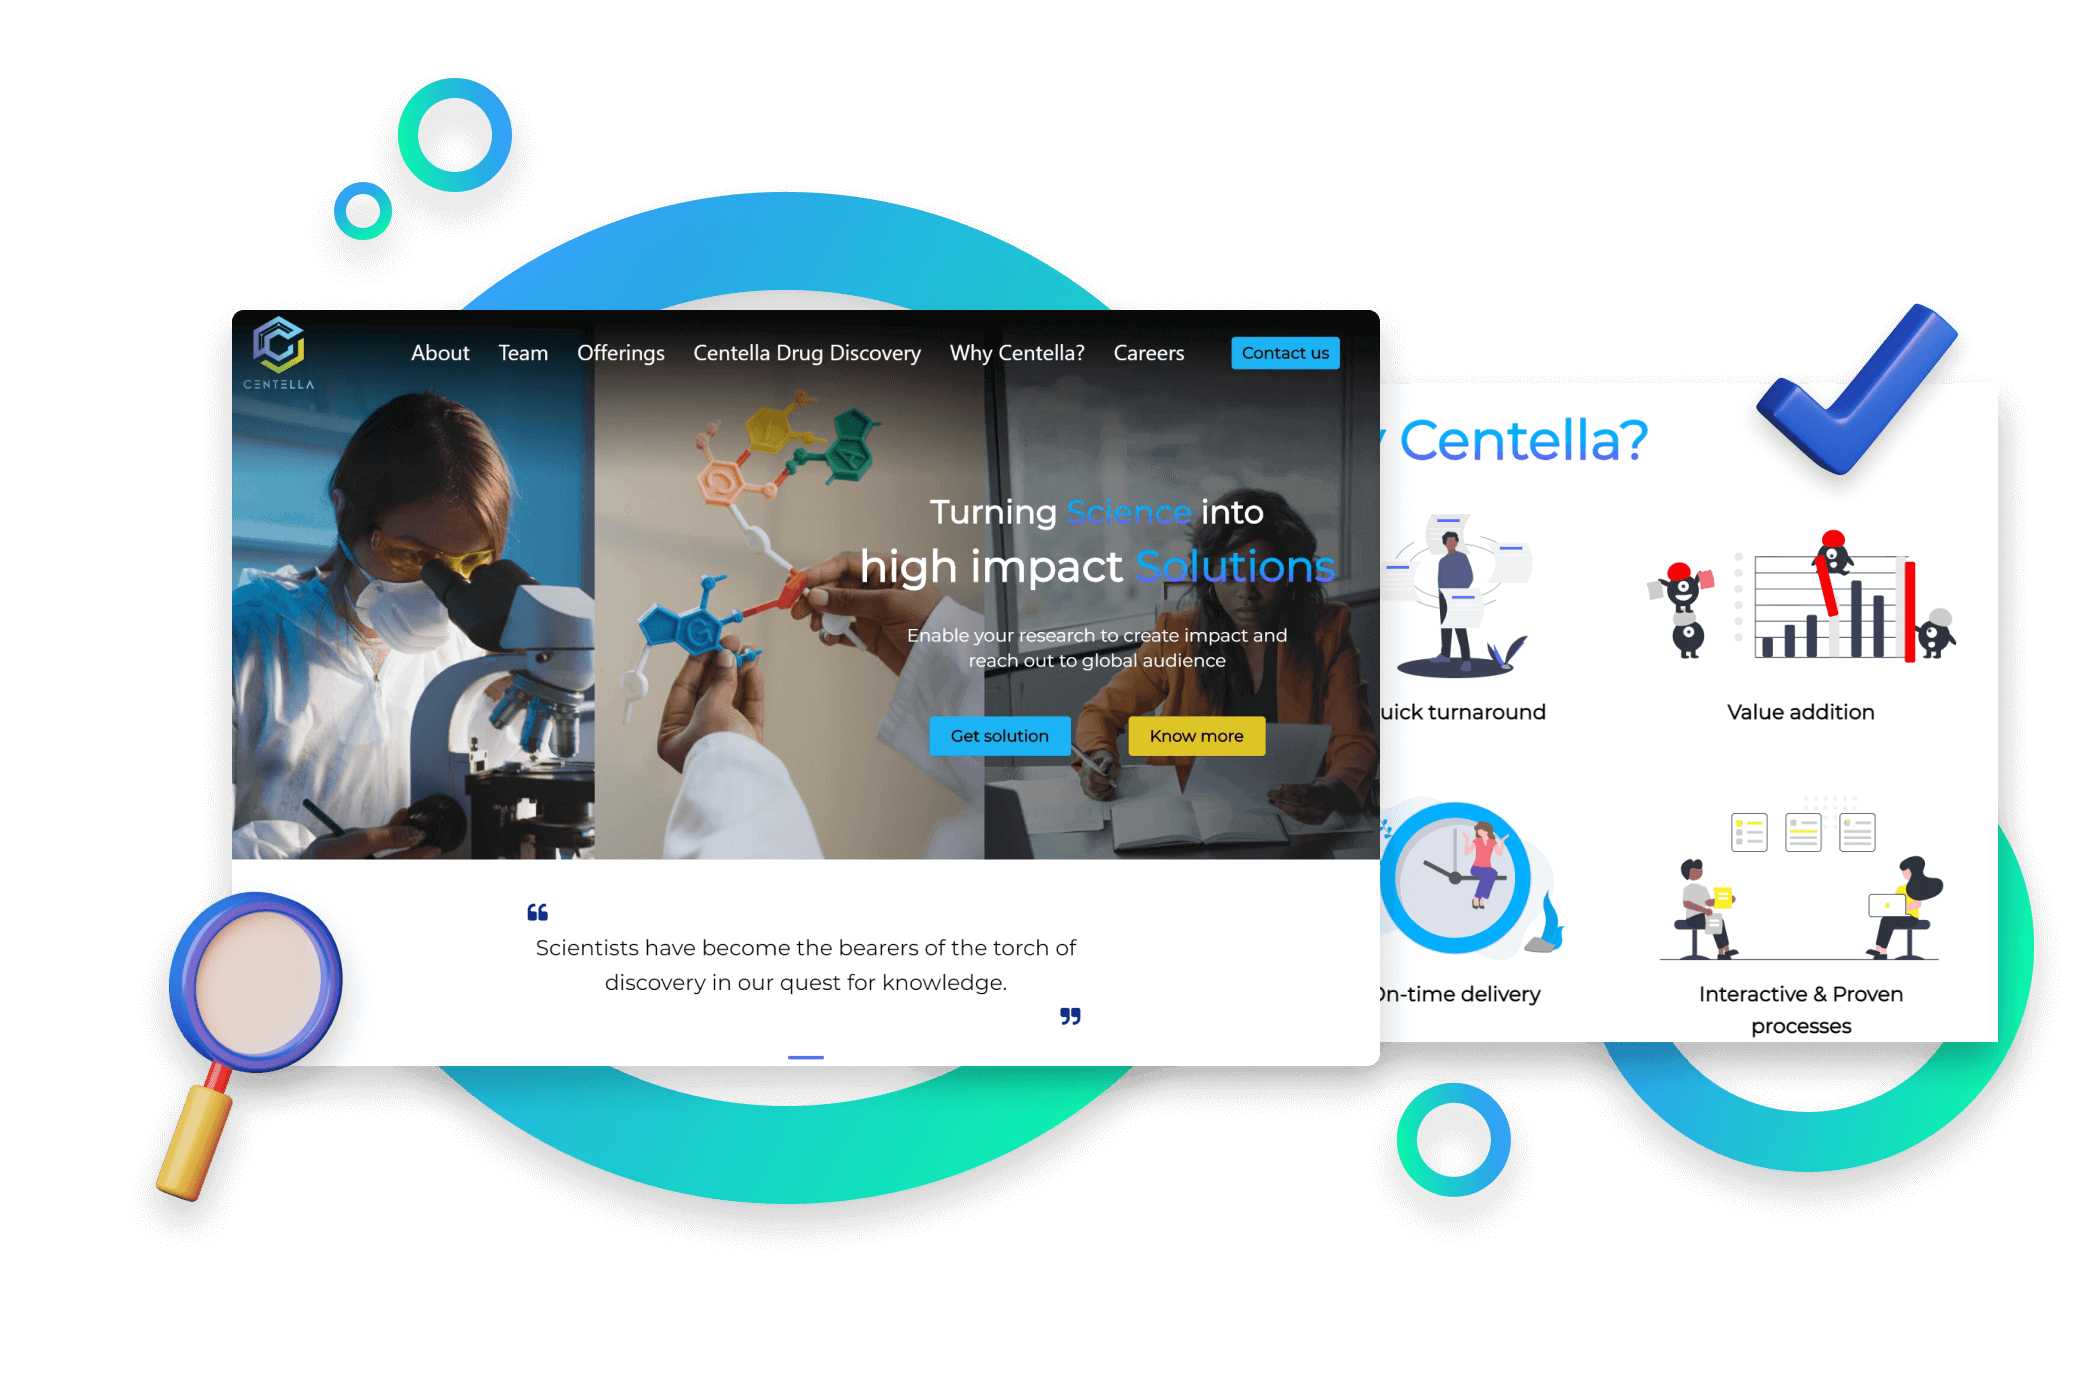 CENTELLA
About Team Offerings Centella Drug Discovery Why Centella? Careers Contact us
Turning Science into
high impact Solutions
Enable your research to create impact and
reach out to global audience
Get solution Know more
“
Scientists have become the bearers of the torch of
discovery in our quest for knowledge.
”
Centella?
uick turnaround
Value addition
On-time delivery
Interactive & Proven
processes